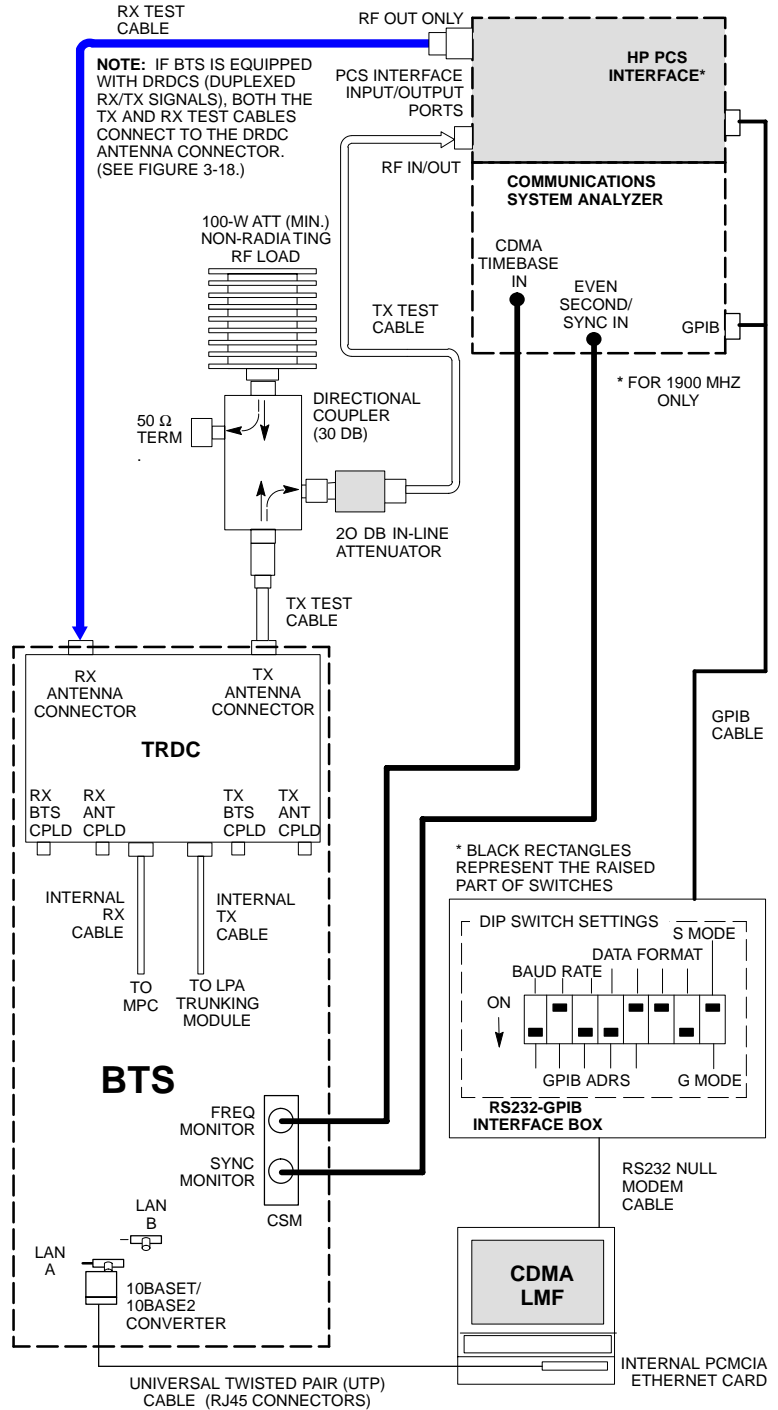 RX TEST
CABLE
RF OUT ONLY
HP PCS
INTERFACE*
NOTE: IF BTS IS EQUIPPED
WITH DRDCS (DUPLEXED
RX/TX SIGNALS), BOTH THE
TX AND RX TEST CABLES
CONNECT TO THE DRDC
ANTENNA CONNECTOR.
(SEE FIGURE 3-18.)
PCS INTERFACE
INPUT/OUTPUT
PORTS
RF IN/OUT
COMMUNICATIONS
SYSTEM ANALYZER
100-W ATT (MIN.)
NON-RADIA TING
RF LOAD
CDMA
TIMEBASE
IN
EVEN
SECOND/
SYNC IN
GPIB
TX TEST
CABLE
* FOR 1900 MHZ
ONLY
50 Ω
TERM
.
DIRECTIONAL
COUPLER
(30 DB)
2O DB IN-LINE
ATTENUATOR
TX TEST
CABLE
RX
ANTENNA
CONNECTOR
TX
ANTENNA
CONNECTOR
TRDC
GPIB
CABLE
RX
BTS
CPLD
RX
ANT
CPLD
TX
BTS
CPLD
TX
ANT
CPLD
* BLACK RECTANGLES
REPRESENT THE RAISED
PART OF SWITCHES
INTERNAL
RX
CABLE
INTERNAL
TX
CABLE
TO
MPC
TO LPA
TRUNKING
MODULE
DIP SWITCH SETTINGS
S MODE
DATA FORMAT
BAUD RATE
ON
GPIB ADRS
G MODE
RS232-GPIB
INTERFACE BOX
BTS
FREQ
MONITOR
SYNC
MONITOR
CSM
RS232 NULL
MODEM
CABLE
LAN
B
LAN
A
10BASET/
10BASE2
CONVERTER
CDMA
LMF
UNIVERSAL TWISTED PAIR (UTP)
CABLE (RJ45 CONNECTORS)
INTERNAL PCMCIA
ETHERNET CARD